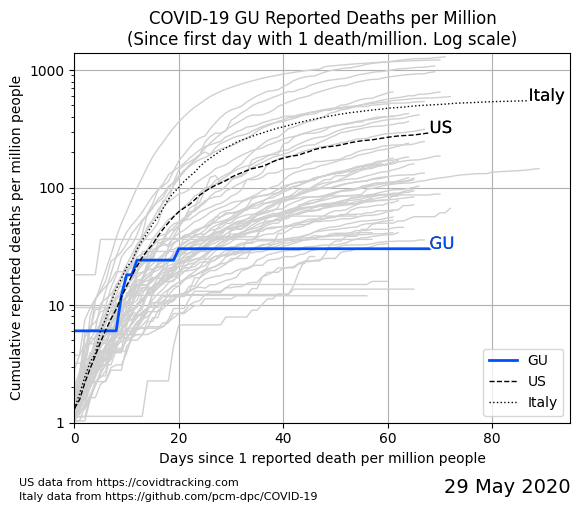 COVID-19 GU Reported Deaths per Million
(Since first day with 1 death/million. Log scale)
Cumulative reported deaths per million people
1000
100
10
1
Italy
US
GU
GU
US
Italy
0 20 40 60 80
Days since 1 reported death per million people
US data from https://covidtracking.com
Italy data from https://github.com/pcm-dpc/COVID-19
29 May 2020